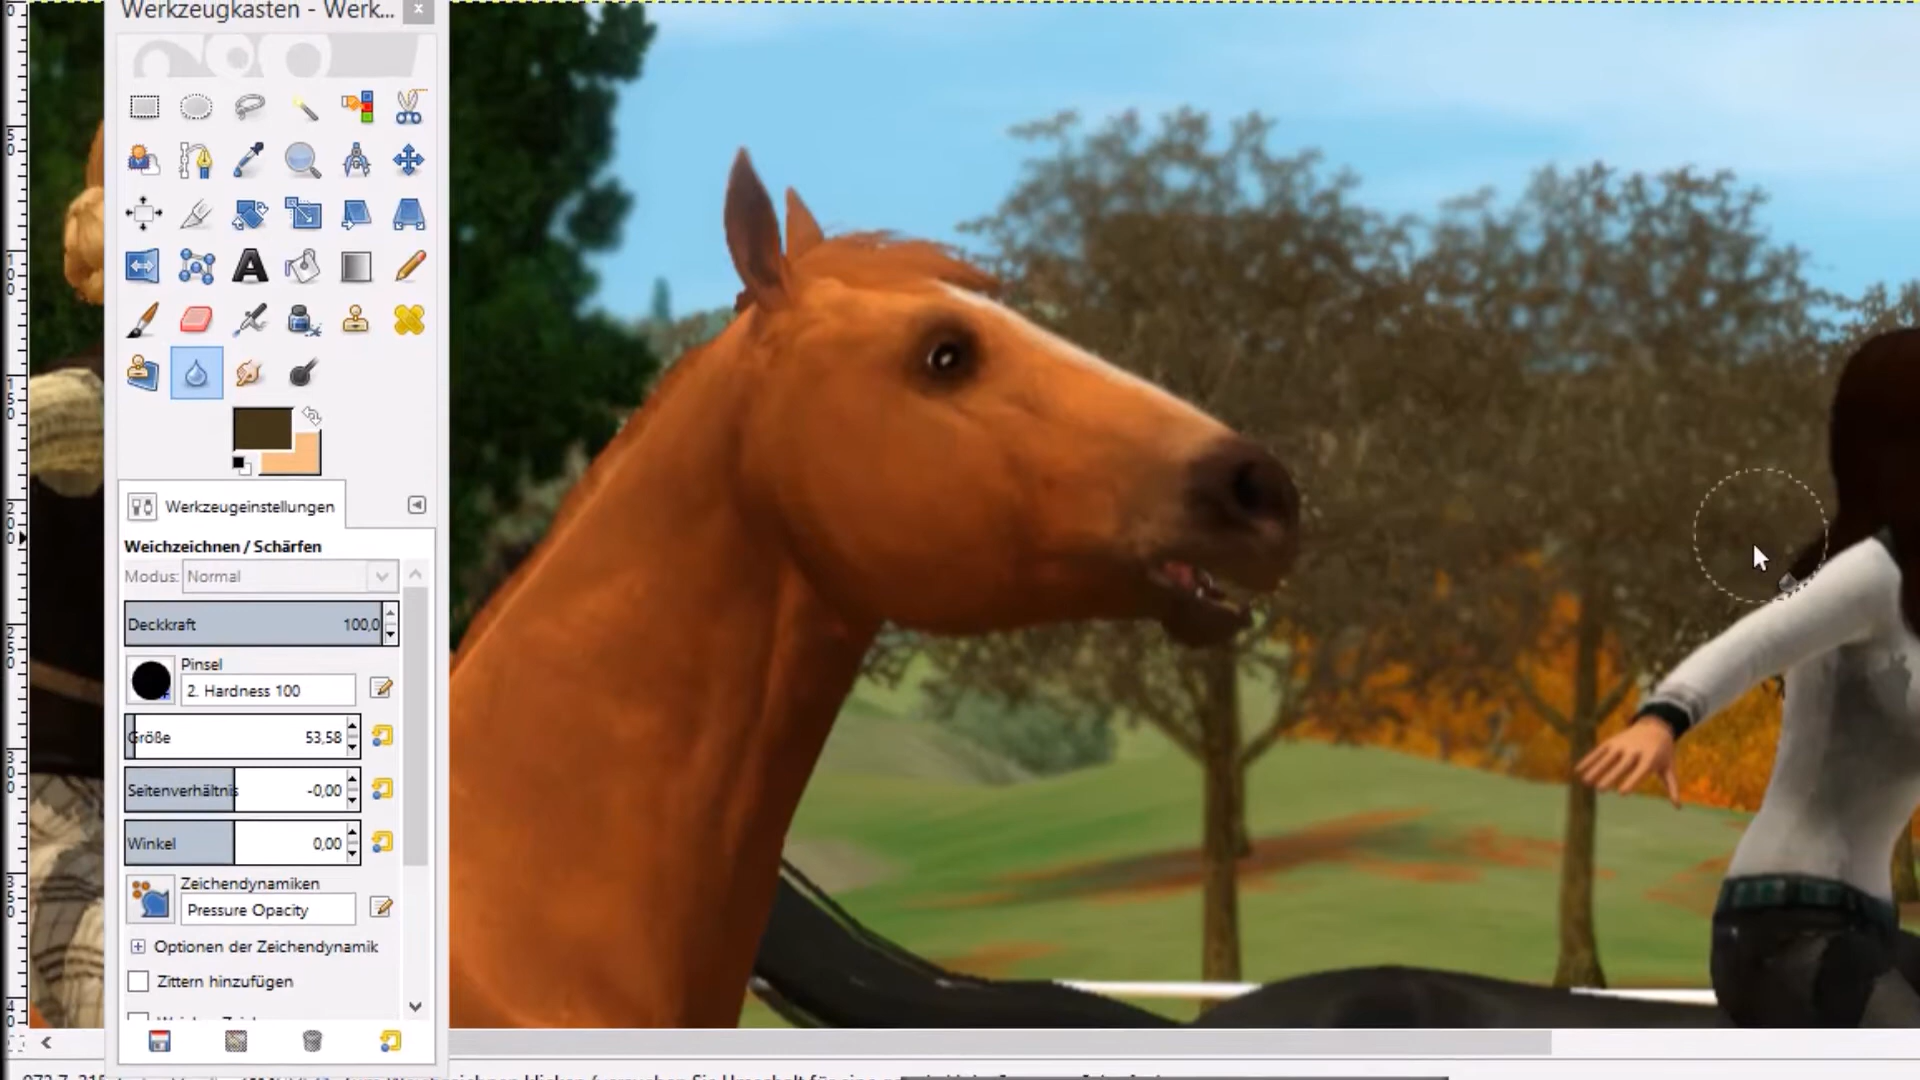 Werkzeugkasten - Werk...
Werkzeugeinstellungen
Weichzeichnen / Schärfen
Modus: Normal
Deckkraft 100,0
Pinsel
2. Hardness 100
Größe 53,58
Seitenverhältnis -0,00
Winkel 0,00
Zeichendynamiken
Pressure Opacity
Optionen der Zeichendynamik
Zittern hinzufügen